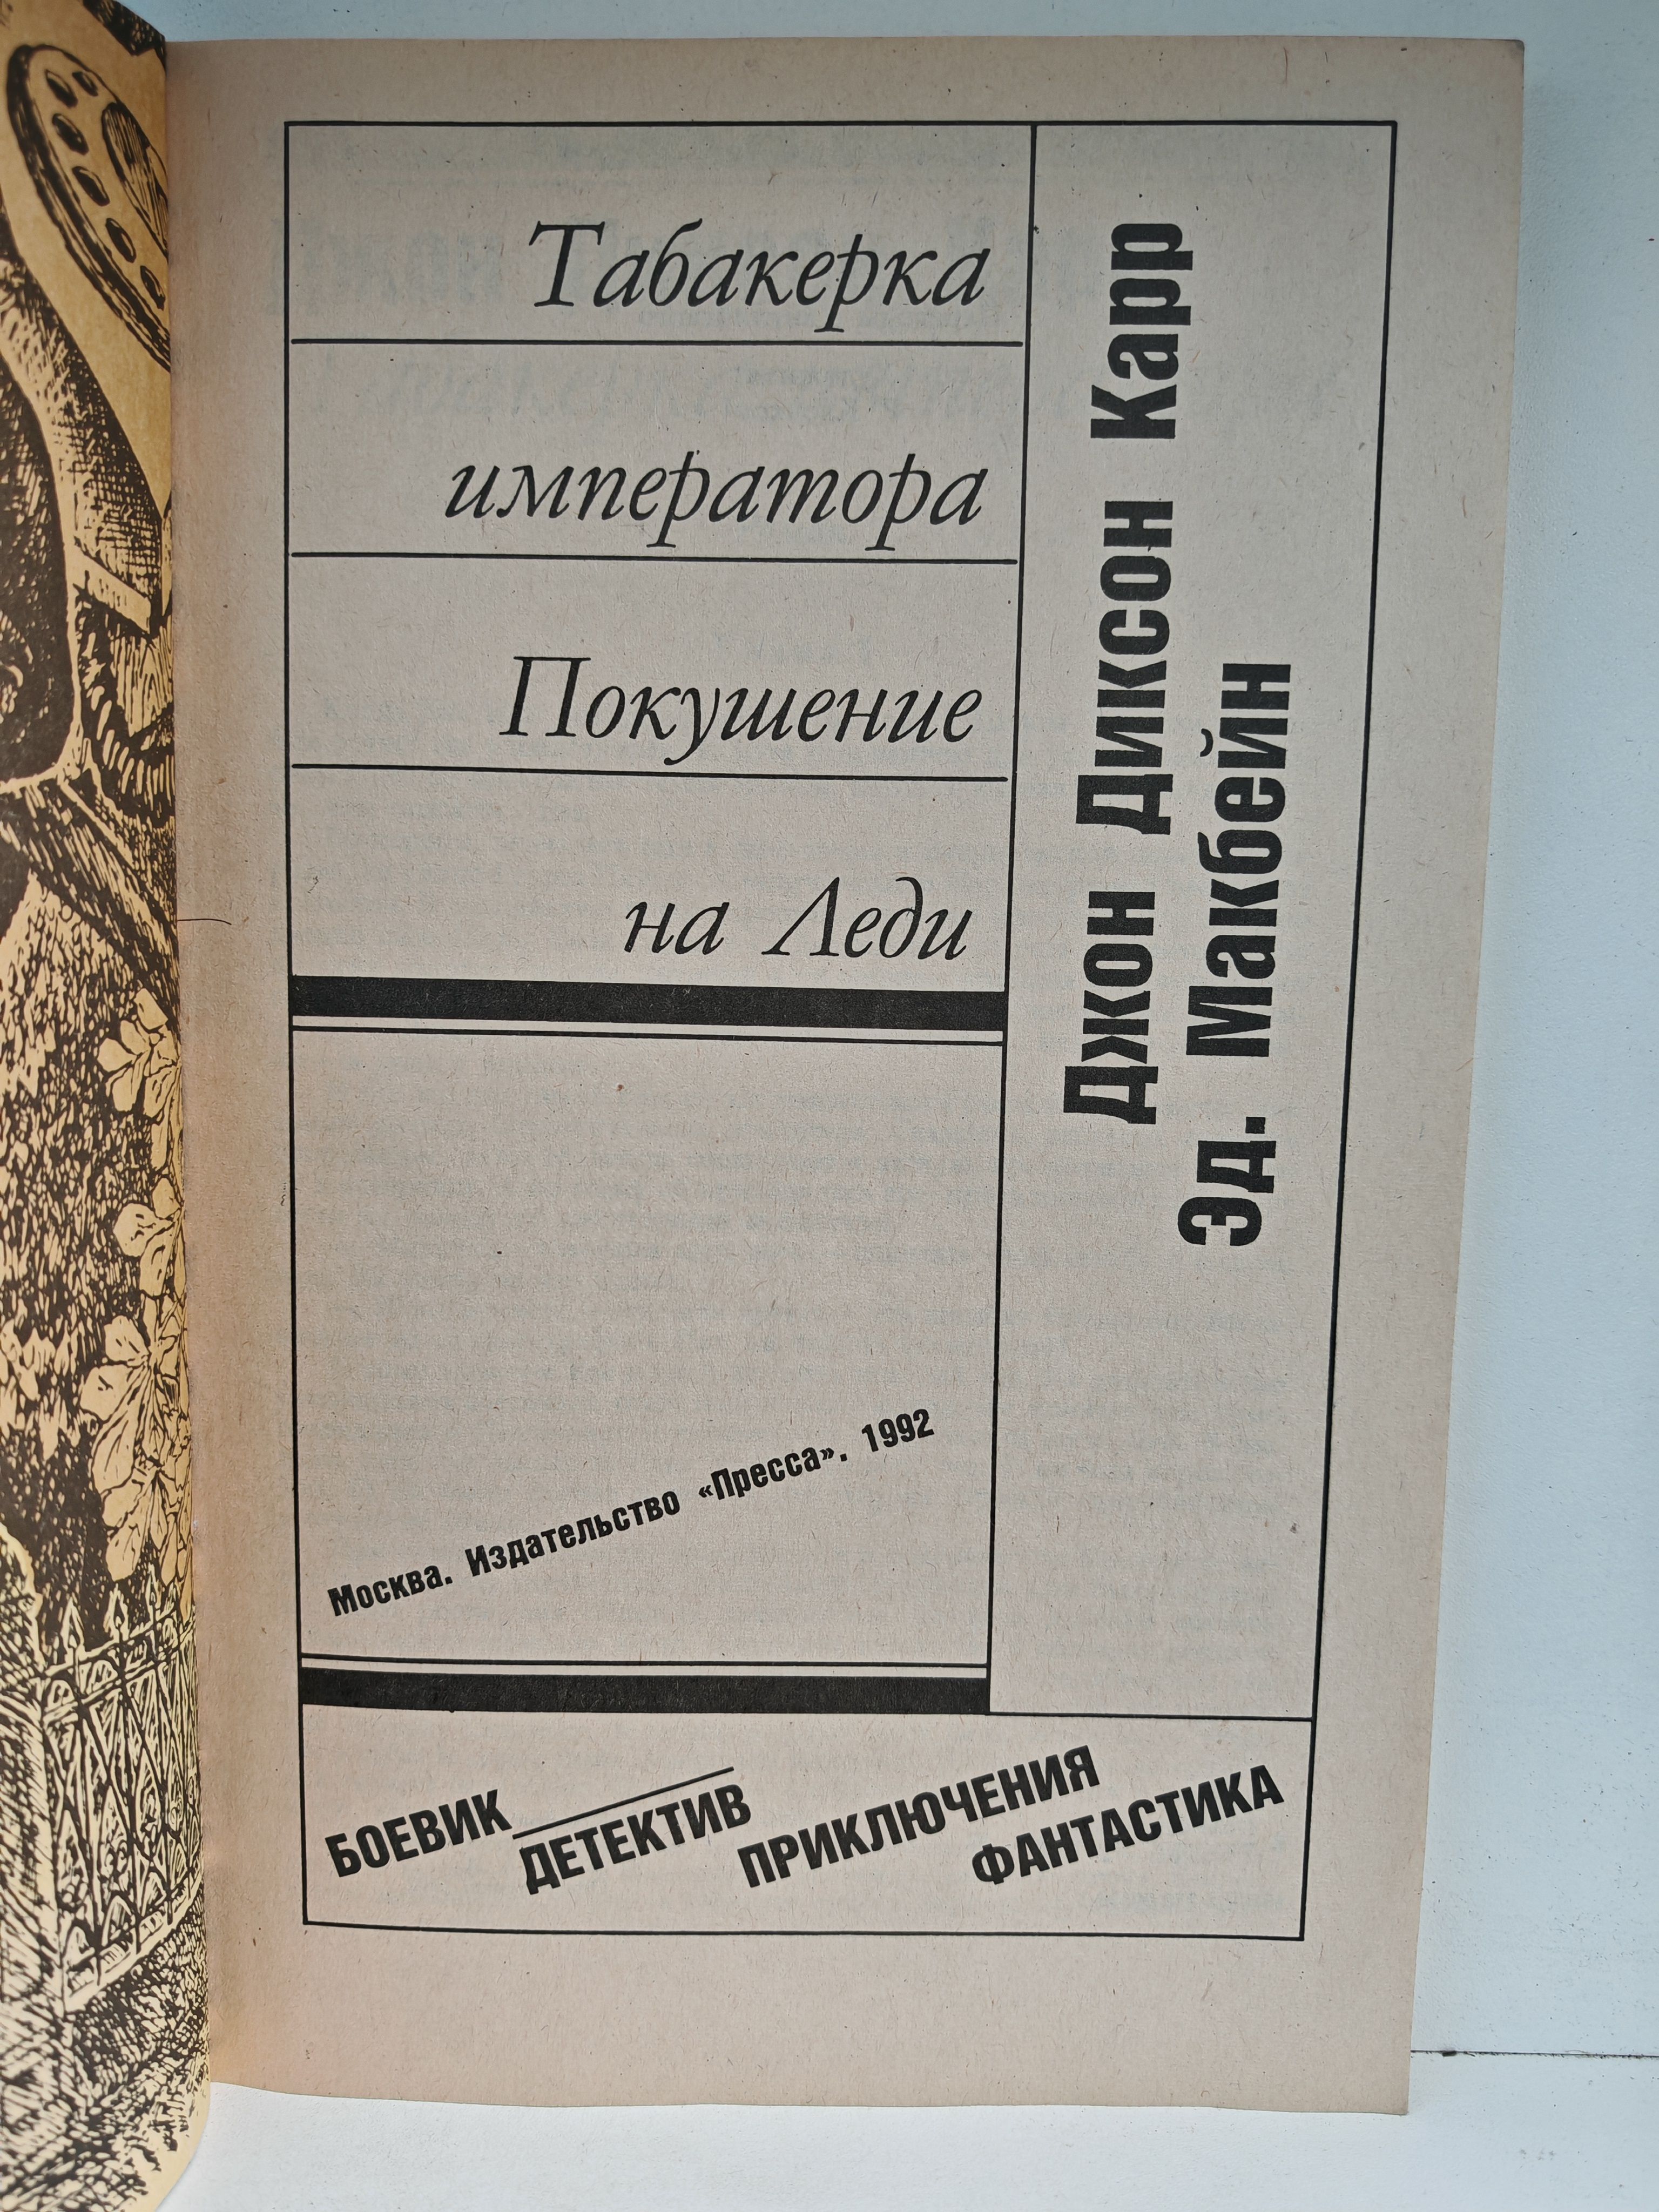 Табакерка
императора
Покушение
на Леди
Джон Диксон Карр
Эд. Макбейн
Москва. Издательство «Пресса». 1992
БОЕВИК
ДЕТЕКТИВ
ПРИКЛЮЧЕНИЯ
ФАНТАСТИКА